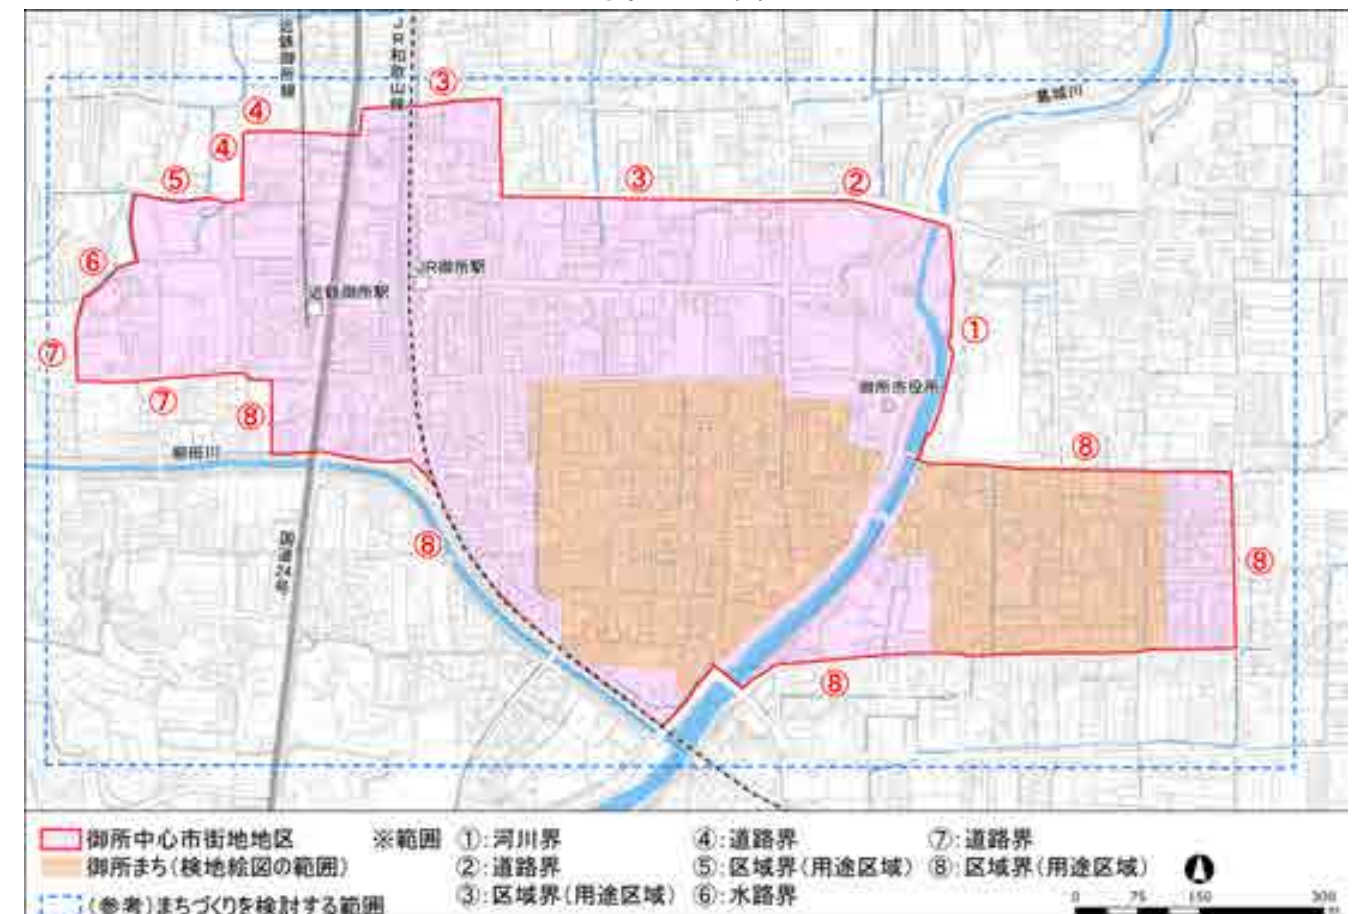 近鉄御所線
JR和歌山線
③
④
④
葛城川
⑤
③
②
⑥
JR御所駅
近鉄御所駅
①
⑦
⑦
⑧
御所市役所
柳田川
⑧
国道24号
⑧
⑧
⑧
御所中心市街地地区 ※範囲 ①:河川界 ④:道路界 ⑦:道路界
御所まち(検地絵図の範囲) ②:道路界 ⑤:区域界(用途区域) ⑧:区域界(用途区域)
(参考)まちづくりを検討する範囲 ③:区域界(用途区域) ⑥:水路界
0 75 150 300
m